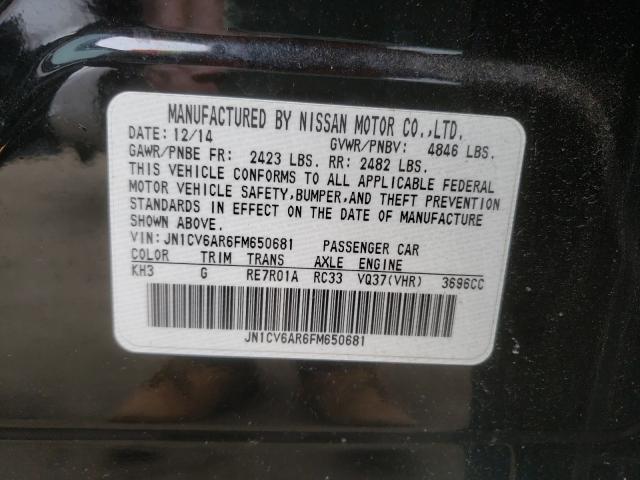 MANUFACTURED BY NISSAN MOTOR CO.,LTD.
DATE: 12/14 GVWR/PNBV: 4846 LBS.
GAWR/PNBE FR: 2423 LBS. RR: 2482 LBS.
THIS VEHICLE CONFORMS TO ALL APPLICABLE FEDERAL
MOTOR VEHICLE SAFETY,BUMPER,AND THEFT PREVENTION
STANDARDS IN EFFECT ON THE DATE OF MANUFACTURE
SHOWN ABOVE.
VIN: JN1CV6AR6FM650681 PASSENGER CAR
COLOR TRIM TRANS AXLE ENGINE
KH3 G RE7R01A RC33 VQ37(VHR) 3696CC
JN1CV6AR6FM650681